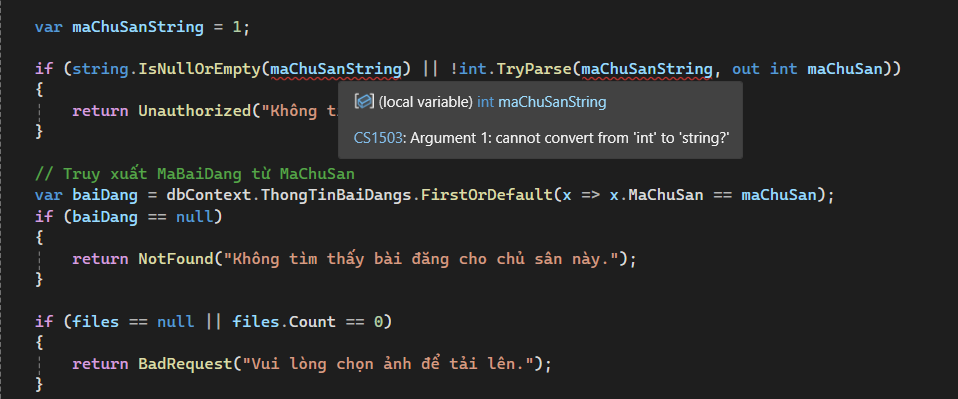 var maChuSanString = 1;
if (string.IsNullOrEmpty(maChuSanString) || !int.TryParse(maChuSanString, out int maChuSan))
{
return Unauthorized("Không t
(local variable) int maChuSanString
CS1503: Argument 1: cannot convert from 'int' to 'string?'
}
// Truy xuất MaBaiDang từ MaChuSan
var baiDang = dbContext.ThongTinBaiDangs.FirstOrDefault(x => x.MaChuSan == maChuSan);
if (baiDang == null)
{
return NotFound("Không tìm thấy bài đăng cho chủ sân này.");
}
if (files == null || files.Count == 0)
{
return BadRequest("Vui lòng chọn ảnh để tải lên.");
}